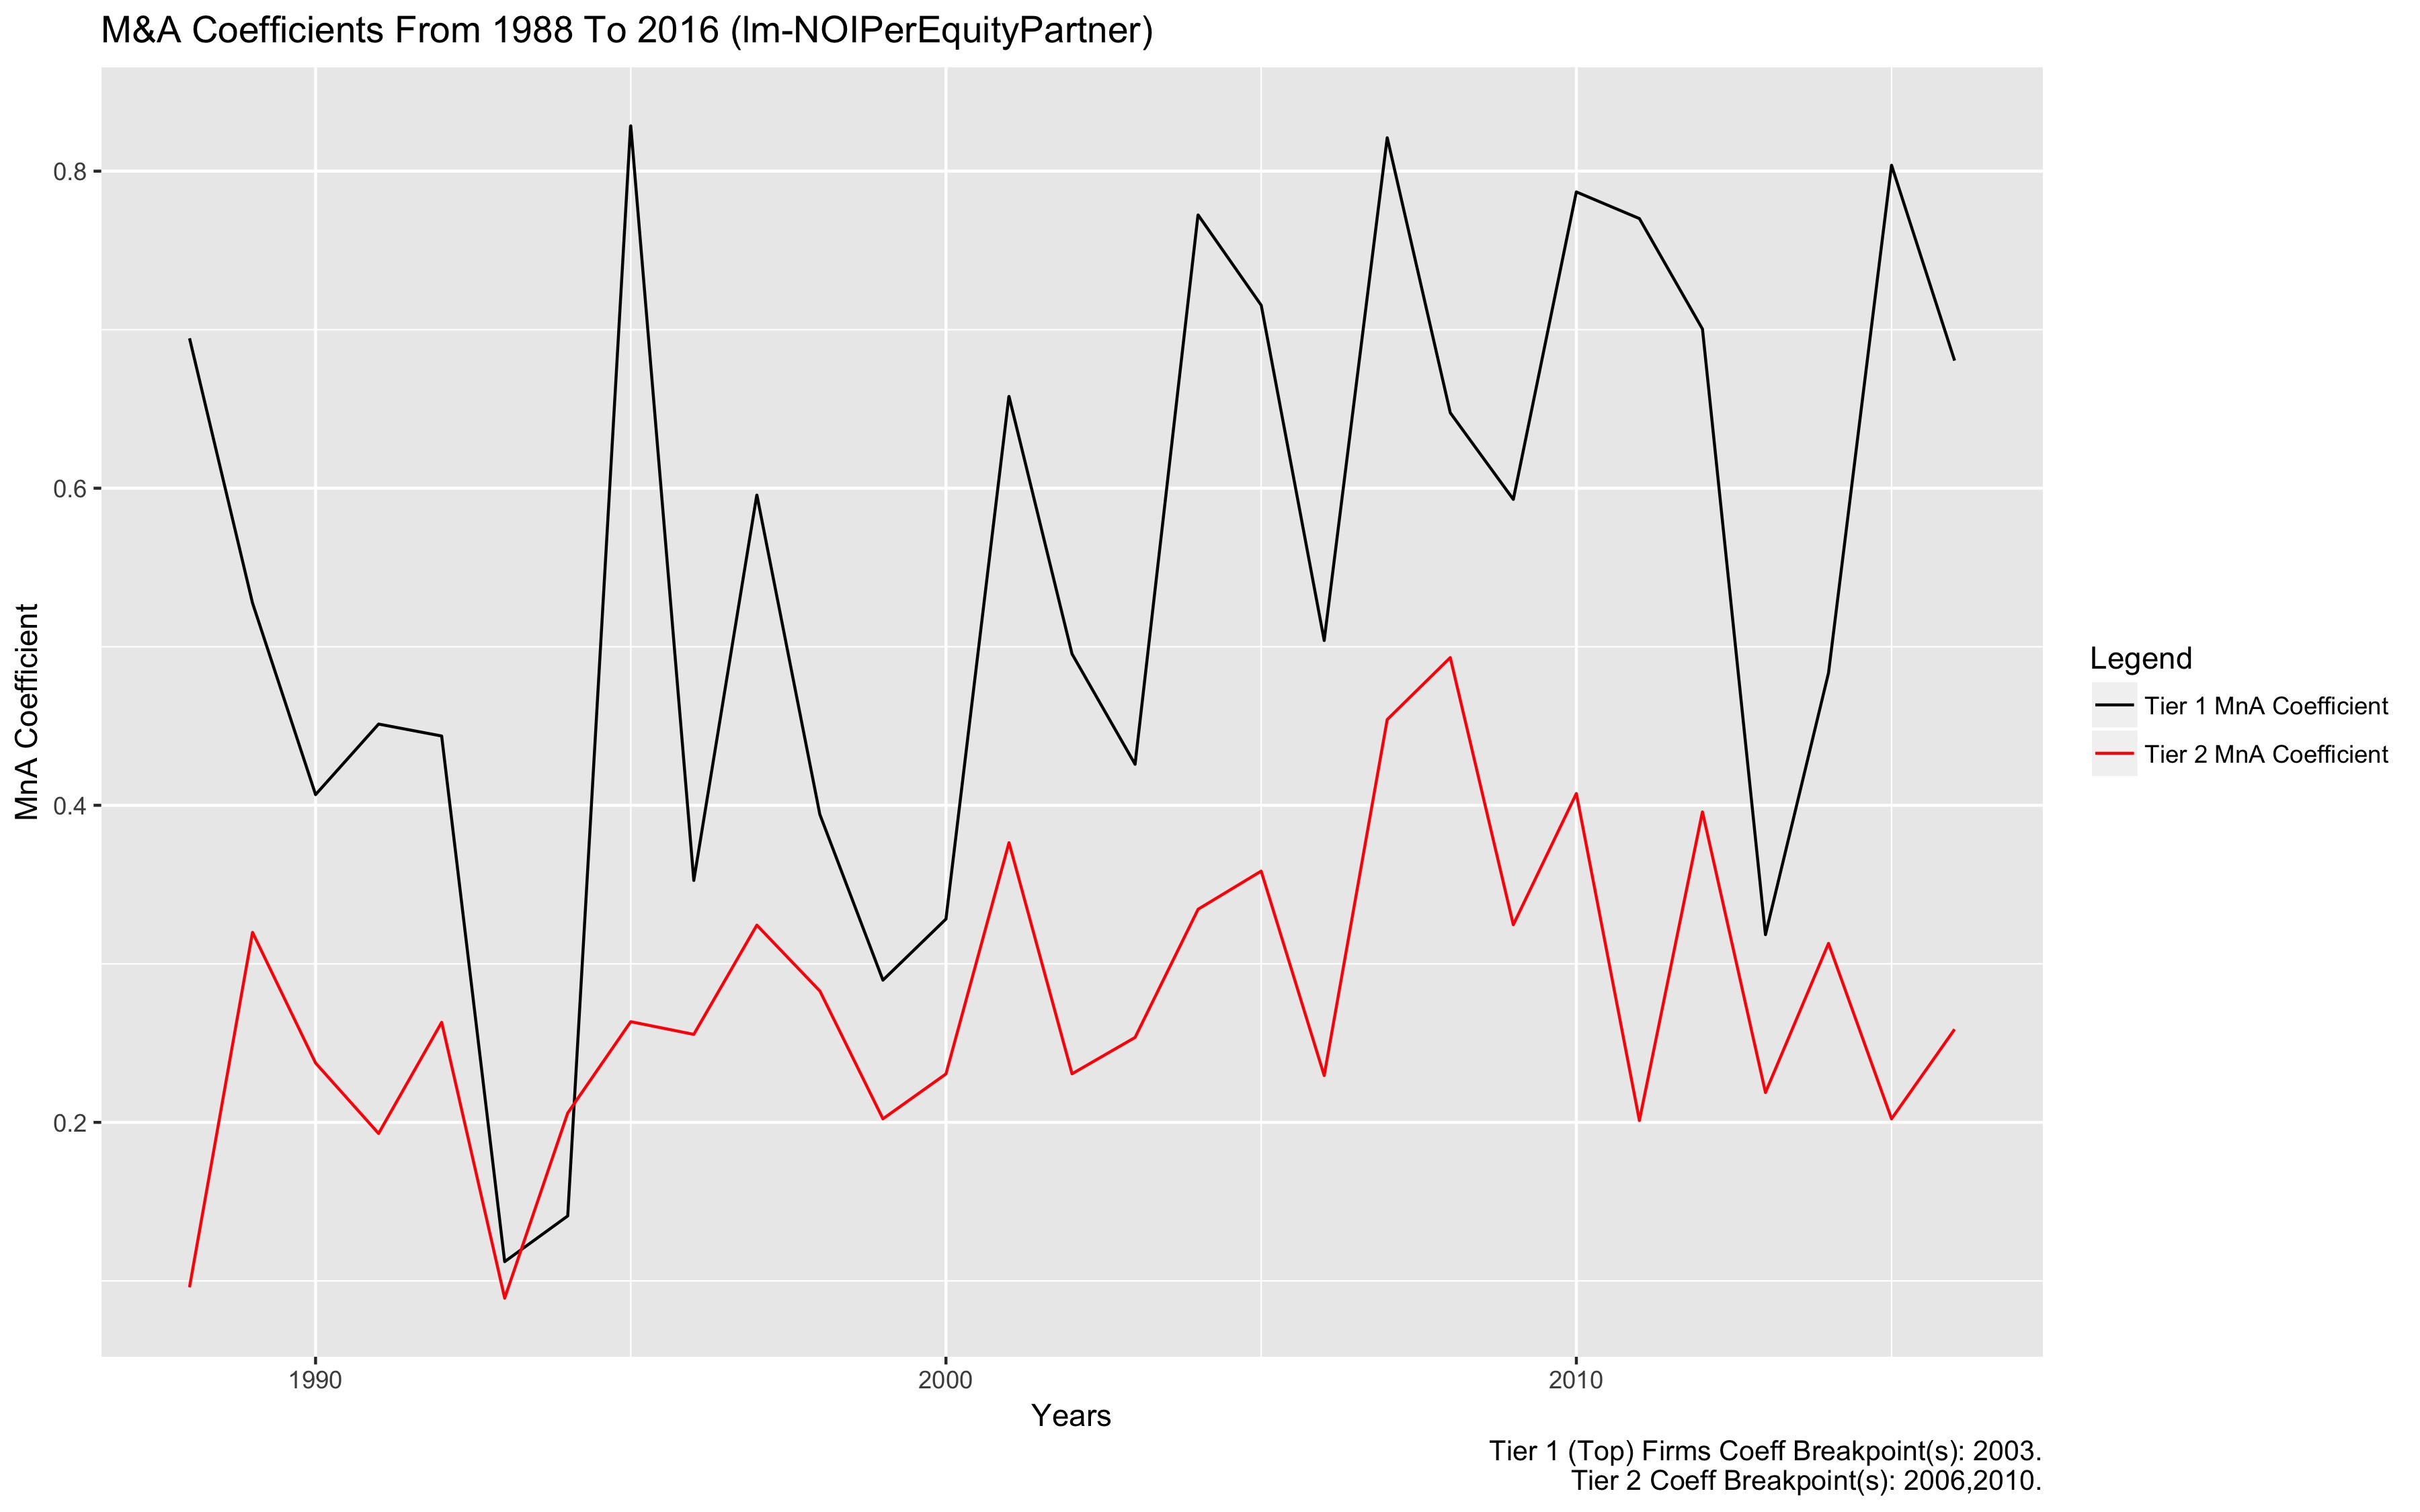 M&A Coefficients From 1988 To 2016 (lm-NOIPerEquityPartner)
MnA Coefficient
0.8
0.6
0.4
0.2
1990
2000
2010
Years
Legend
Tier 1 MnA Coefficient
Tier 2 MnA Coefficient
Tier 1 (Top) Firms Coeff Breakpoint(s): 2003.
Tier 2 Coeff Breakpoint(s): 2006,2010.